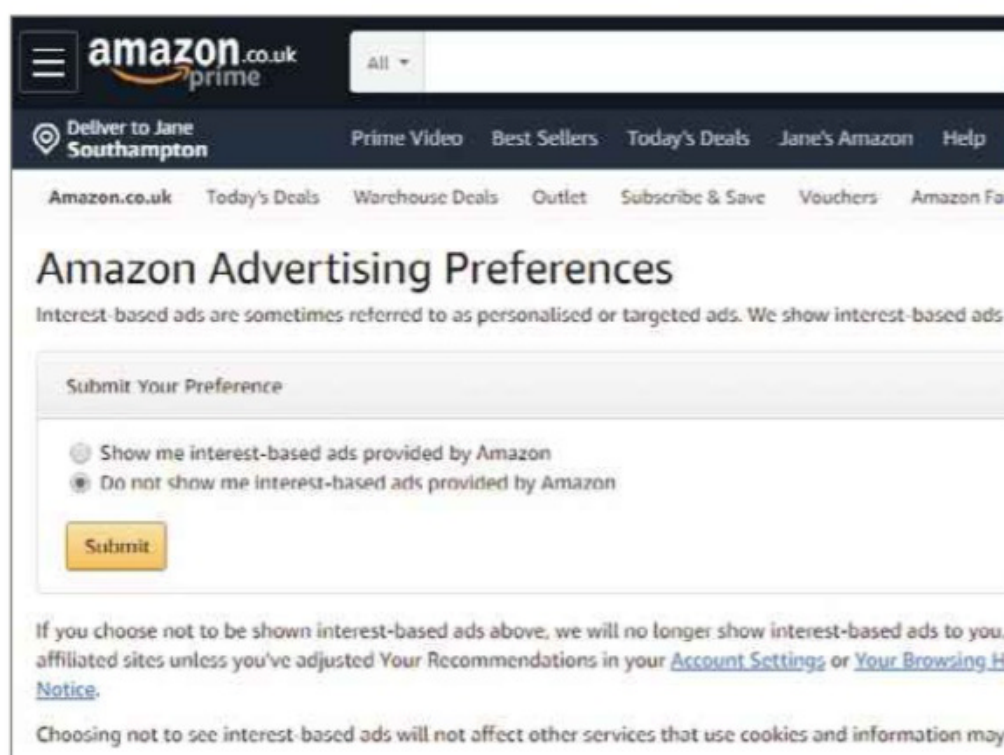 amazon.co.uk
prime
All
Deliver to Jane
Southampton
Prime Video Best Sellers Today's Deals Jane's Amazon Help
Amazon.co.uk Today's Deals Warehouse Deals Outlet Subscribe & Save Vouchers Amazon Fa
Amazon Advertising Preferences
Interest-based ads are sometimes referred to as personalised or targeted ads. We show interest-based ads
Submit Your Preference
Show me interest-based ads provided by Amazon
Do not show me interest-based ads provided by Amazon
Submit
If you choose not to be shown interest-based ads above, we will no longer show interest-based ads to you.
affiliated sites unless you've adjusted Your Recommendations in your Account Settings or Your Browsing H
Notice.
Choosing not to see interest-based ads will not affect other services that use cookies and information may